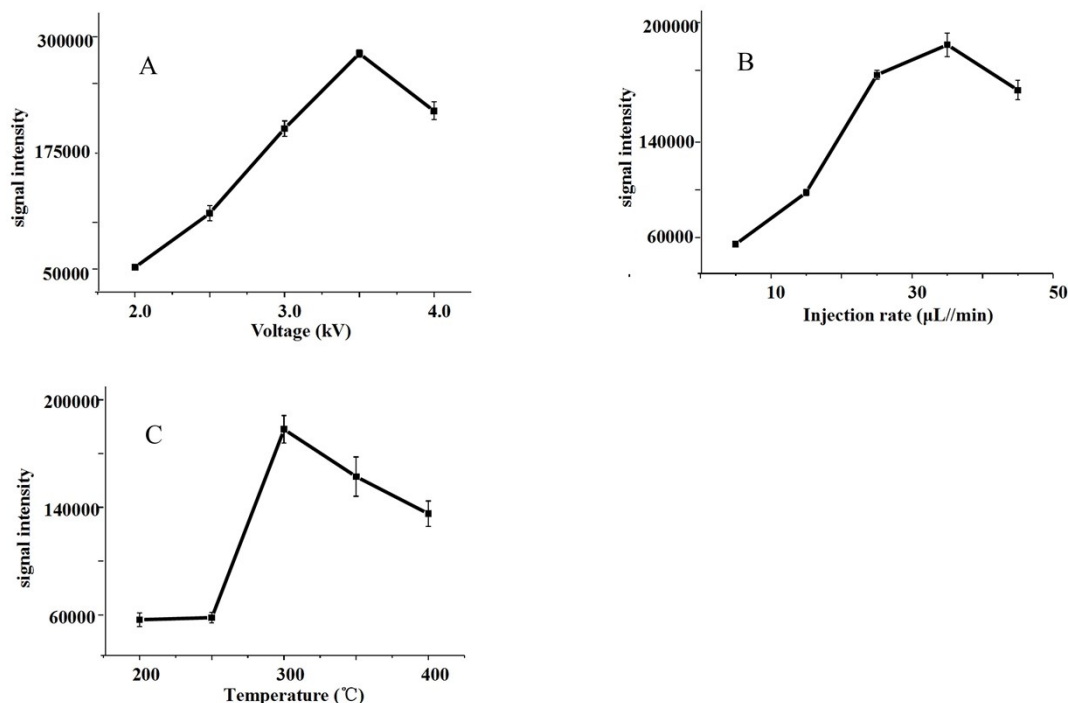 A
signal intensity
300000
175000
50000
2.0 3.0 4.0
Voltage (kV)
B
signal intensity
200000
140000
60000
10 30 50
Injection rate (μL//min)
C
signal intensity
200000
140000
60000
200 300 400
Temperature (℃)